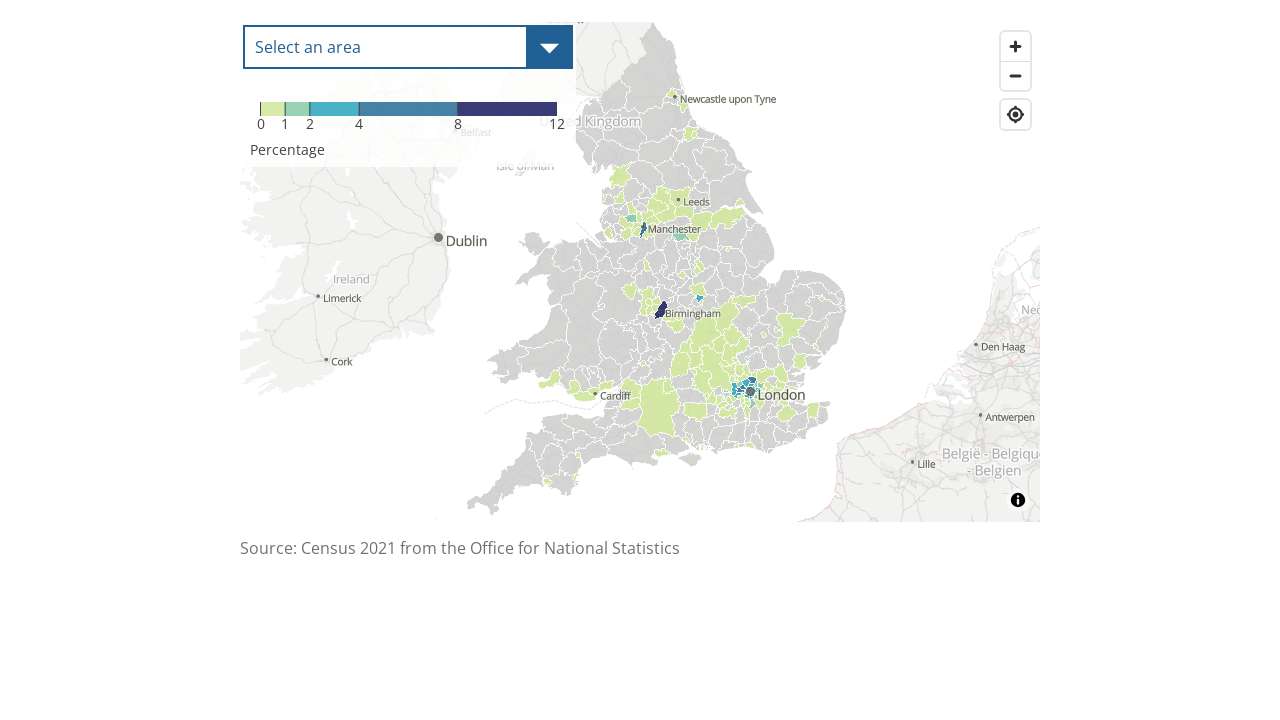 Select an area
0 1 2 4 8 12
Percentage
Newcastle upon Tyne
d Kingdom
Belfast
Isle of Man
Leeds
Manchester
Dublin
Ireland
Limerick
Cork
Birmingham
Cardiff
London
Den Haag
Antwerpen
Lille
België - Belgique
- Belgien
Source: Census 2021 from the Office for National Statistics